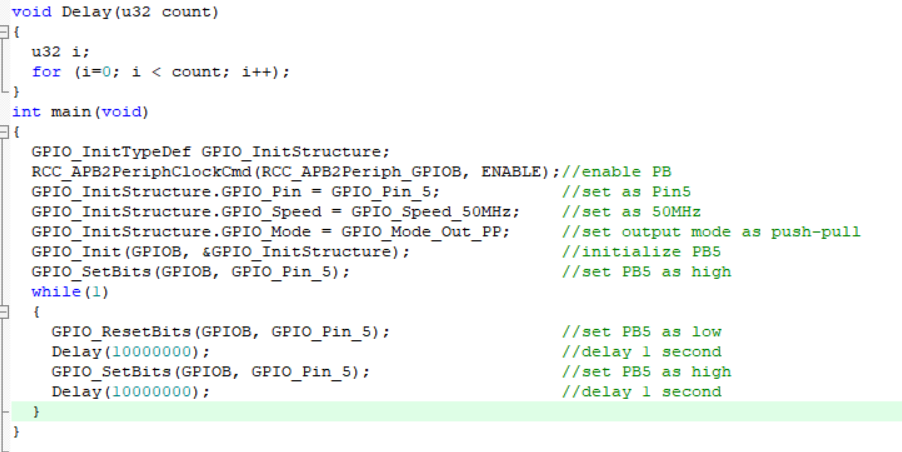 void Delay(u32 count)
{
  u32 i;
  for (i=0; i < count; i++);
}
int main(void)
{
  GPIO_InitTypeDef GPIO_InitStructure;
  RCC_APB2PeriphClockCmd(RCC_APB2Periph_GPIOB, ENABLE);//enable PB
  GPIO_InitStructure.GPIO_Pin = GPIO_Pin_5;            //set as Pin5
  GPIO_InitStructure.GPIO_Speed = GPIO_Speed_50MHz;    //set as 50MHz
  GPIO_InitStructure.GPIO_Mode = GPIO_Mode_Out_PP;     //set output mode as push-pull
  GPIO_Init(GPIOB, &GPIO_InitStructure);               //initialize PB5
  GPIO_SetBits(GPIOB, GPIO_Pin_5);                     //set PB5 as high
  while(1)
  {
    GPIO_ResetBits(GPIOB, GPIO_Pin_5);                 //set PB5 as low
    Delay(10000000);                                   //delay 1 second
    GPIO_SetBits(GPIOB, GPIO_Pin_5);                   //set PB5 as high
    Delay(10000000);                                   //delay 1 second
  }
}